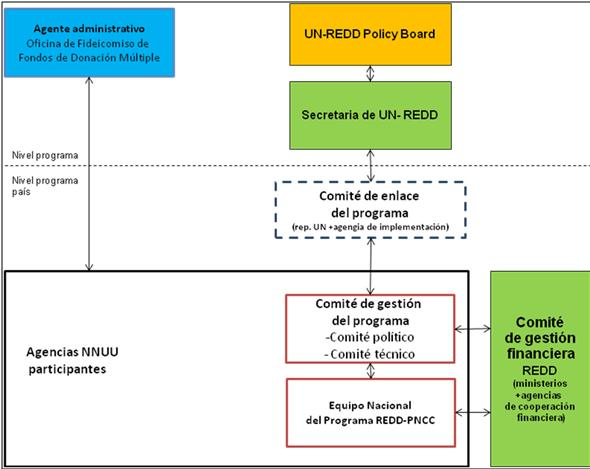 Agente administrativo
Oficina de Fideicomiso de
Fondos de Donación Múltiple
UN-REDD Policy Board
Secretaria de UN- REDD
Nivel programa
Nivel programa
país
Comité de enlace
del programa
(rep. UN +agengia de implementación)
Agencias NNUU
participantes
Comité de gestión
del programa
-Comité político
- Comité técnico
Equipo Nacional
del Programa REDD-PNCC
Comité
de gestión
financiera
REDD
(ministerios
+agencias
de cooperación
financiera)